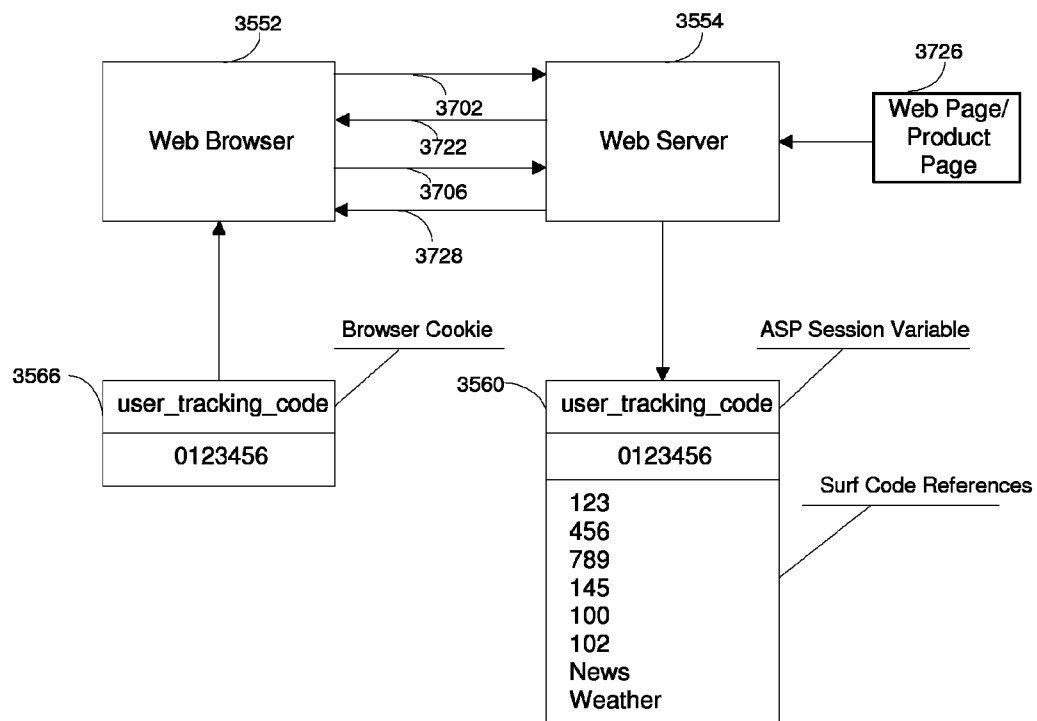 3552
3554
3726
3702
Web Page/
Product
Page
Web Browser
Web Server
3722
3706
3728
Browser Cookie
ASP Session Variable
3566
3560
user_tracking_code
user_tracking_code
0123456
0123456
Surf Code References
123
456
789
145
100
102
News
Weather